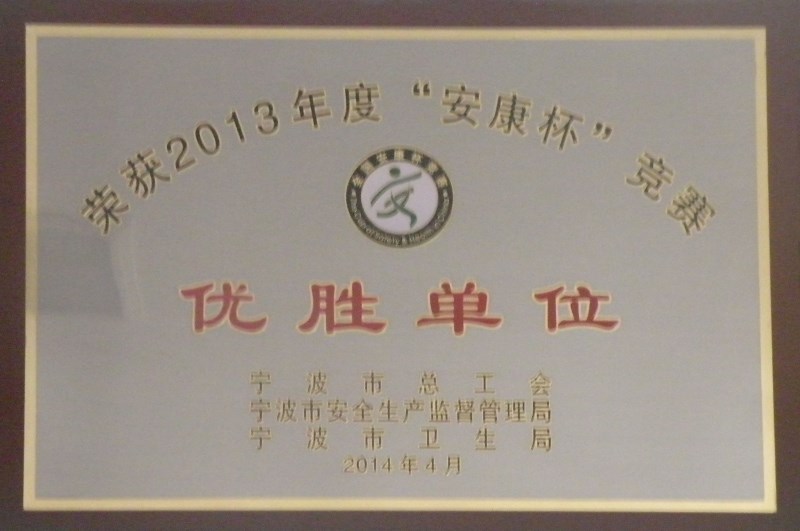 荣获2013年度“安康杯”竞赛
优胜单位
宁波市总工会
宁波市安全生产监督管理局
宁波市卫生局
2014年4月